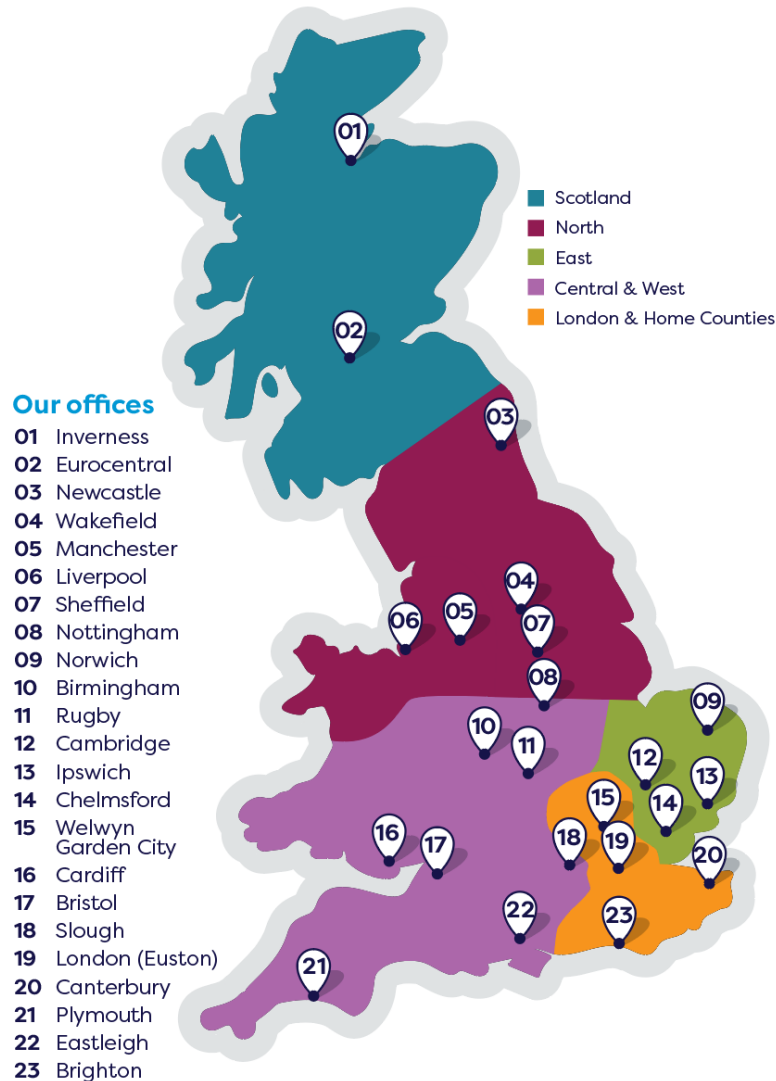 01
02
03
04
05
06
07
08
09
10
11
12
13
14
15
16
17
18
19
20
21
22
23
Scotland
North
East
Central & West
London & Home Counties
Our offices
01 Inverness
02 Eurocentral
03 Newcastle
04 Wakefield
05 Manchester
06 Liverpool
07 Sheffield
08 Nottingham
09 Norwich
10 Birmingham
11 Rugby
12 Cambridge
13 Ipswich
14 Chelmsford
15 Welwyn
Garden City
16 Cardiff
17 Bristol
18 Slough
19 London (Euston)
20 Canterbury
21 Plymouth
22 Eastleigh
23 Brighton